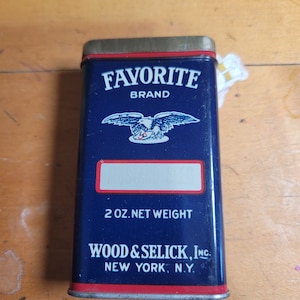 FAVORITE
BRAND
2 OZ. NET WEIGHT
WOOD & SELICK, INC.
NEW YORK, N.Y.